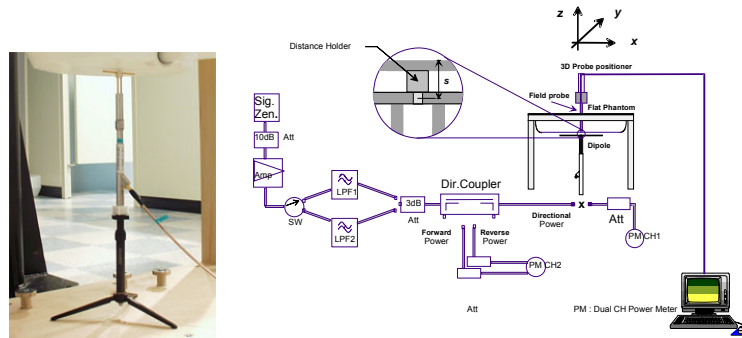 z
y
x
Distance Holder
s
3D Probe positioner
Field probe
Flat Phantom
Dipole
Sig.
Zen.
10dB
Att
Amp
SW
LPF1
LPF2
3dB
Att
Dir.Coupler
Forward
Power
Reverse
Power
Directional
Power
x
Att
PM CH1
PM CH2
Att
PM : Dual CH Power Meter